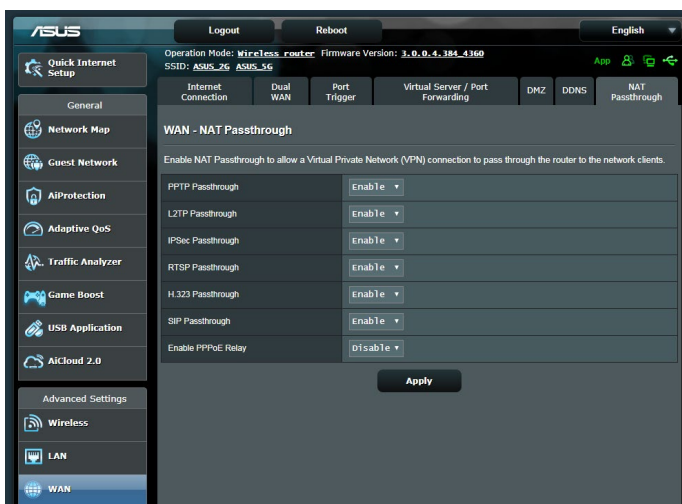 ASUS
Logout
Reboot
English
Operation Mode: Wireless router Firmware Version: 3.0.0.4.384_4360
SSID: ASUS_2G ASUS_5G
App
Quick Internet
Setup
General
Network Map
Guest Network
AiProtection
Adaptive QoS
Traffic Analyzer
Game Boost
USB Application
AiCloud 2.0
Advanced Settings
Wireless
LAN
WAN
Internet
Connection
Dual
WAN
Port
Trigger
Virtual Server / Port
Forwarding
DMZ
DDNS
NAT
Passthrough
WAN - NAT Passthrough
Enable NAT Passthrough to allow a Virtual Private Network (VPN) connection to pass through the router to the network clients.
PPTP Passthrough Enable
L2TP Passthrough Enable
IPSec Passthrough Enable
RTSP Passthrough Enable
H.323 Passthrough Enable
SIP Passthrough Enable
Enable PPPoE Relay Disable
Apply